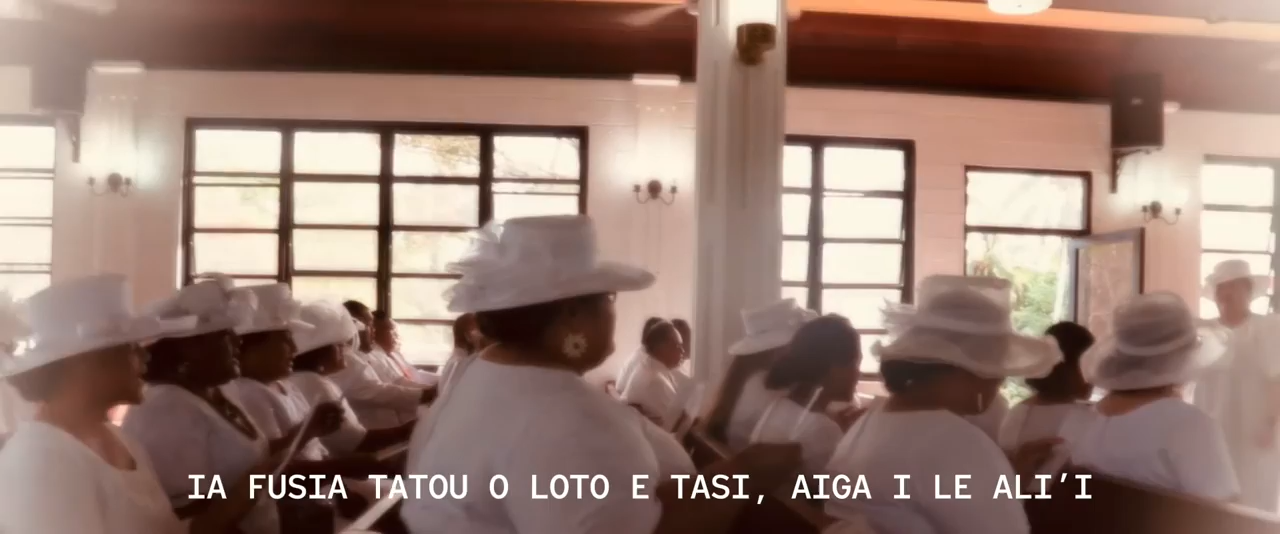 IA FUSIA TATOU O LOTO E TASI, AIGA I LE ALI’I